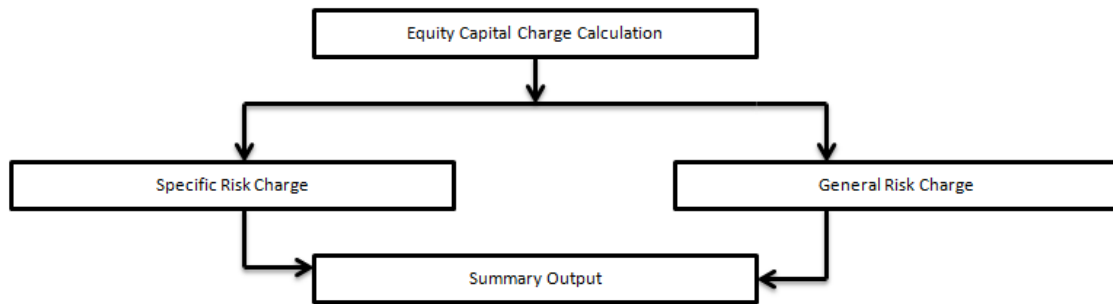 Equity Capital Charge Calculation
Specific Risk Charge
General Risk Charge
Summary Output